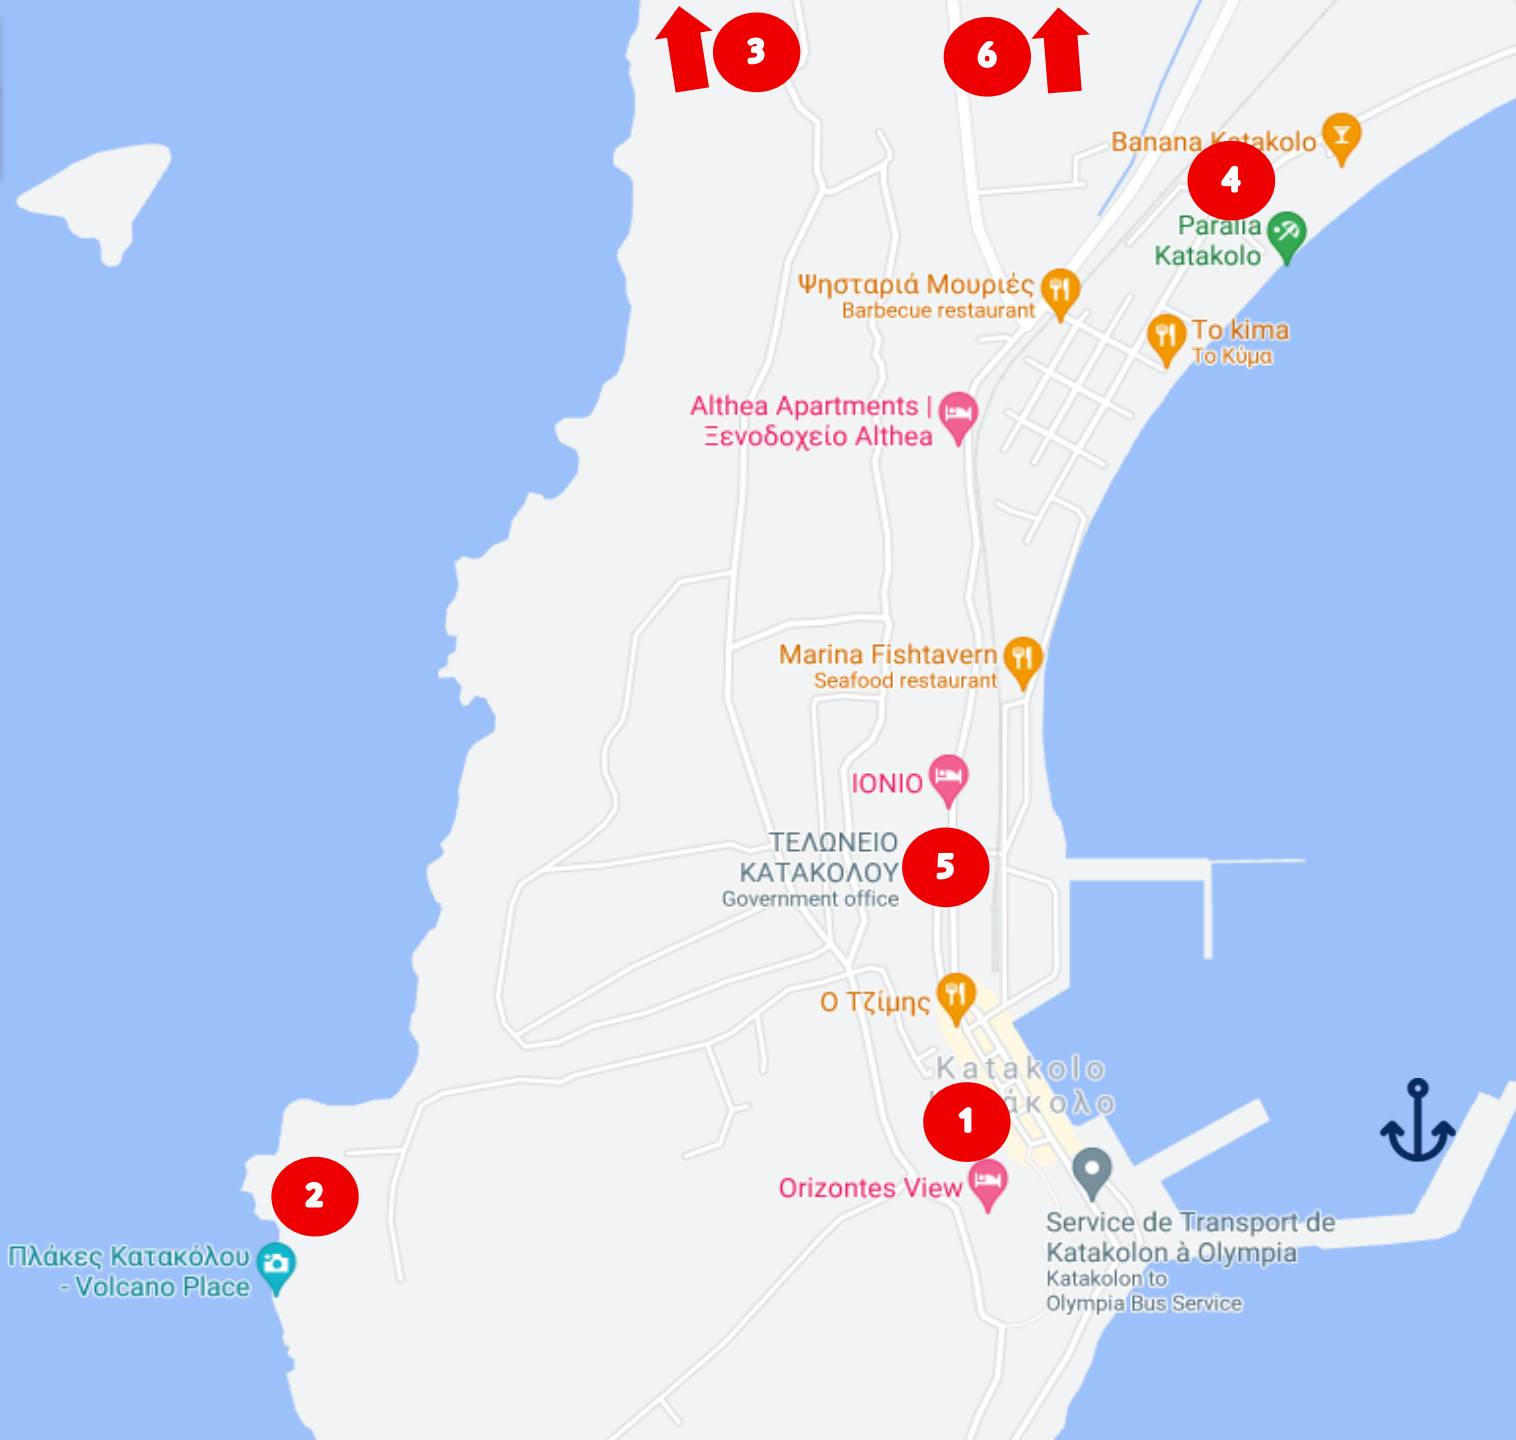 3
6
Banana Katakolo
4
Paralia
Katakolo
Ψησταριά Μουριές
Barbecue restaurant
To kima
Το Κύμα
Althea Apartments |
Ξενοδοχείο Althea
Marina Fishtavern
Seafood restaurant
ΙΟΝΙΟ
ΤΕΛΩΝΕΙΟ
ΚΑΤΑΚΟΛΟΥ
Government office
5
Ο Τζίμης
Katakolo
1
Orizontes View
2
Πλάκες Κατακόλου
- Volcano Place
Service de Transport de
Katakolon à Olympia
Katakolon to
Olympia Bus Service